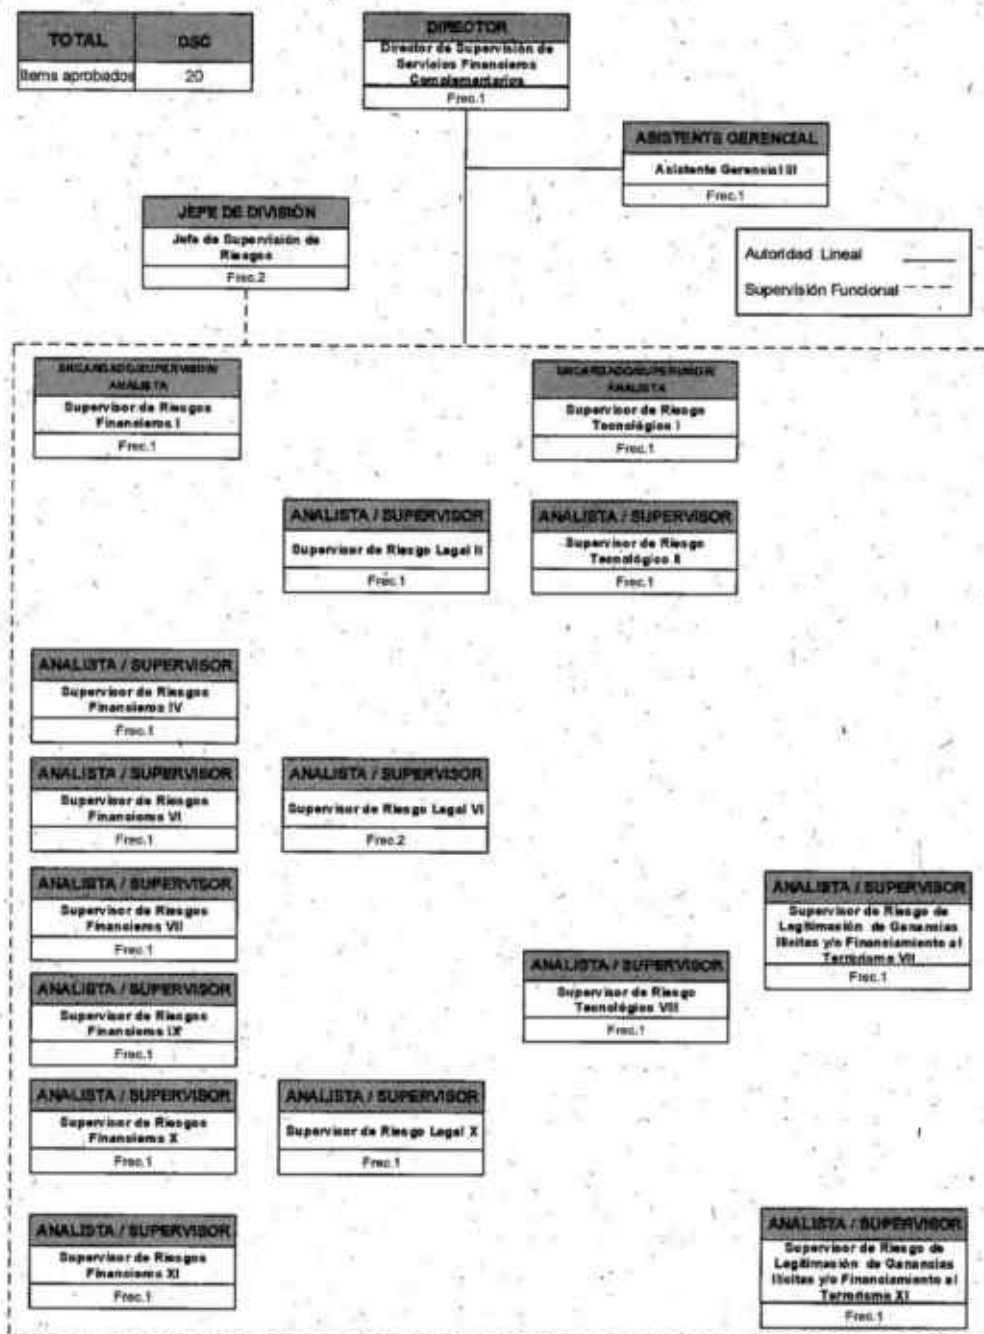 TOTAL DSC
Items aprobados 20
DIRECTOR
Director de Supervisión de
Servicios Financieros
Complementarios
Frec.1
ASISTENTE GERENCIAL
Asistente Gerencial III
Frec.1
JEFE DE DIVISIÓN
Jefe de Supervisión de
Riesgos
Frec.2
Autoridad Lineal
Supervisión Funcional
ENCARGADO/SUPERVISOR/
ANALISTA
Supervisor de Riesgos
Financieros I
Frec.1
ENCARGADO/SUPERVISOR/
ANALISTA
Supervisor de Riesgo
Tecnológico I
Frec.1
ANALISTA / SUPERVISOR
Supervisor de Riesgo Legal II
Frec.1
ANALISTA / SUPERVISOR
Supervisor de Riesgo
Tecnológico II
Frec.1
ANALISTA / SUPERVISOR
Supervisor de Riesgos
Financieros IV
Frec.1
ANALISTA / SUPERVISOR
Supervisor de Riesgos
Financieros VI
Frec.1
ANALISTA / SUPERVISOR
Supervisor de Riesgo Legal VI
Frec.2
ANALISTA / SUPERVISOR
Supervisor de Riesgos
Financieros VII
Frec.1
ANALISTA / SUPERVISOR
Supervisor de Riesgo de
Legitimación de Ganancias
Ilícitas y/o Financiamiento al
Terrorismo VII
Frec.1
ANALISTA / SUPERVISOR
Supervisor de Riesgo
Tecnológico VIII
Frec.1
ANALISTA / SUPERVISOR
Supervisor de Riesgos
Financieros IX
Frec.1
ANALISTA / SUPERVISOR
Supervisor de Riesgos
Financieros X
Frec.1
ANALISTA / SUPERVISOR
Supervisor de Riesgo Legal X
Frec.1
ANALISTA / SUPERVISOR
Supervisor de Riesgos
Financieros XI
Frec.1
ANALISTA / SUPERVISOR
Supervisor de Riesgo de
Legitimación de Ganancias
Ilícitas y/o Financiamiento al
Terrorismo XI
Frec.1